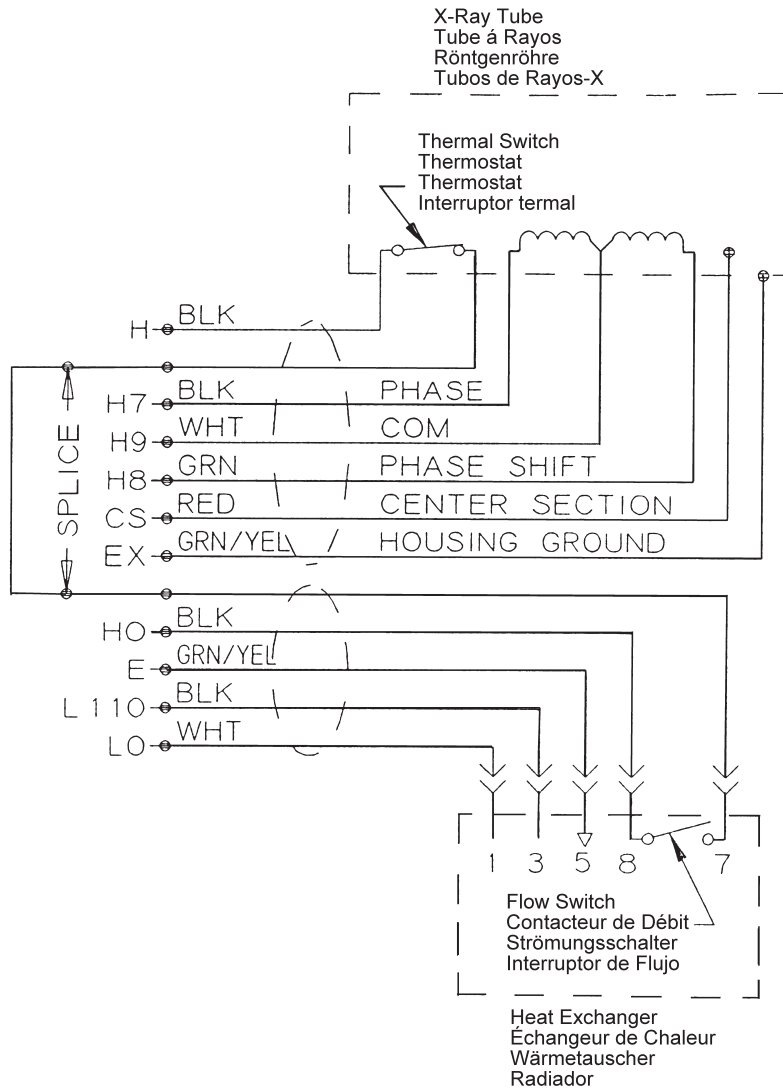 X-Ray Tube
Tube á Rayos
Röntgenröhre
Tubos de Rayos-X
Thermal Switch
Thermostat
Thermostat
Interruptor termal
H BLK
H7 BLK PHASE
H9 WHT COM
H8 GRN PHASE SHIFT
CS RED CENTER SECTION
EX GRN/YEL HOUSING GROUND
SPLICE
HO BLK
E GRN/YEL
L110 BLK
LO WHT
1 3 5 8 7
Flow Switch
Contacteur de Débit
Strömungsschalter
Interruptor de Flujo
Heat Exchanger
Échangeur de Chaleur
Wärmetauscher
Radiador